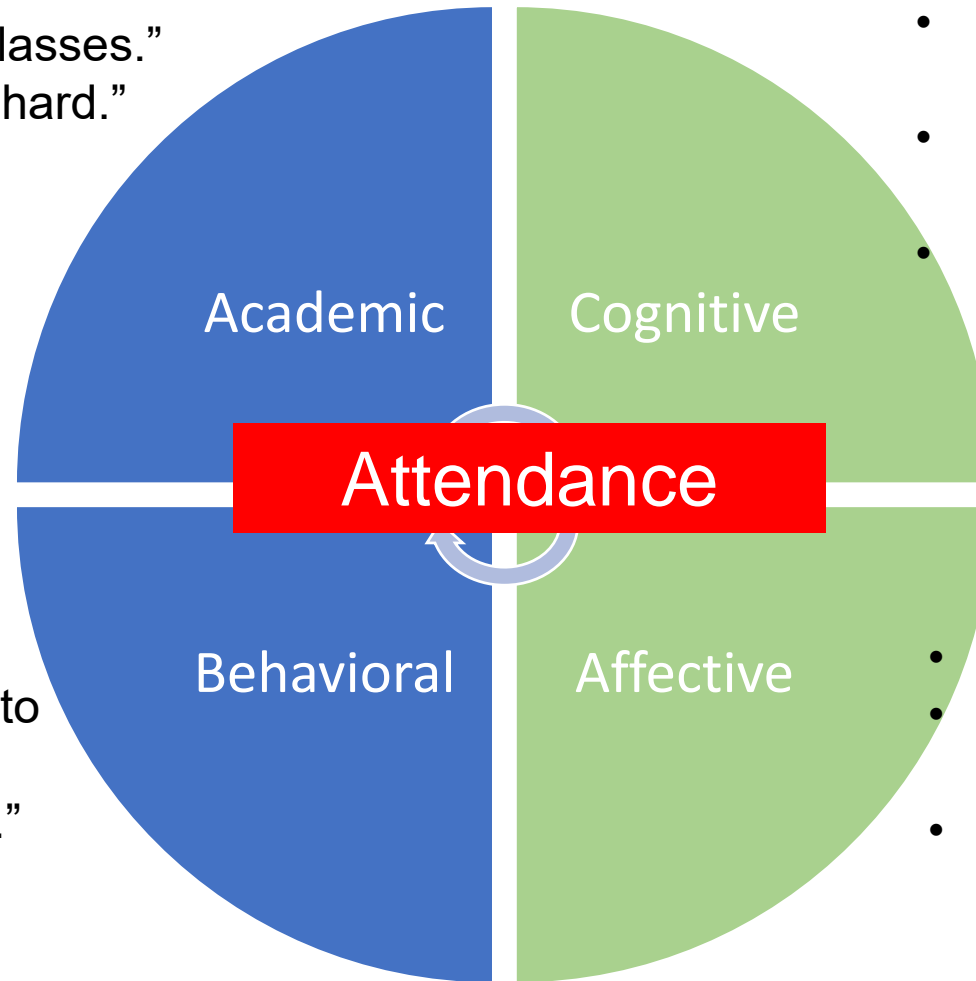 lasses.”
hard.”
Academic
Cognitive
Attendance
Behavioral
Affective
to
.”